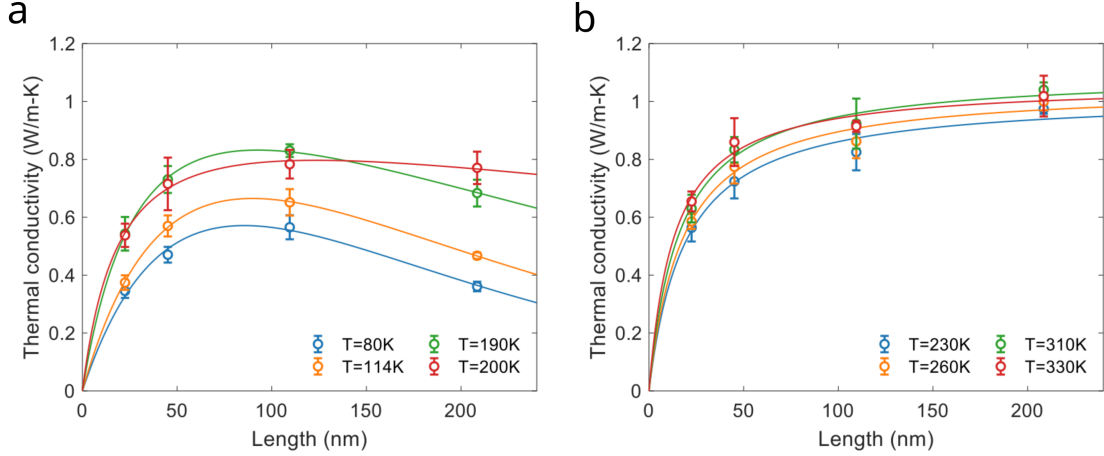 a
1.2
1
0.8
0.6
0.4
0.2
0
Thermal conductivity (W/m-K)
T=80K
T=190K
T=114K
T=200K
0 50 100 150 200
Length (nm)
b
1.2
1
0.8
0.6
0.4
0.2
0
Thermal conductivity (W/m-K)
T=230K
T=310K
T=260K
T=330K
0 50 100 150 200
Length (nm)